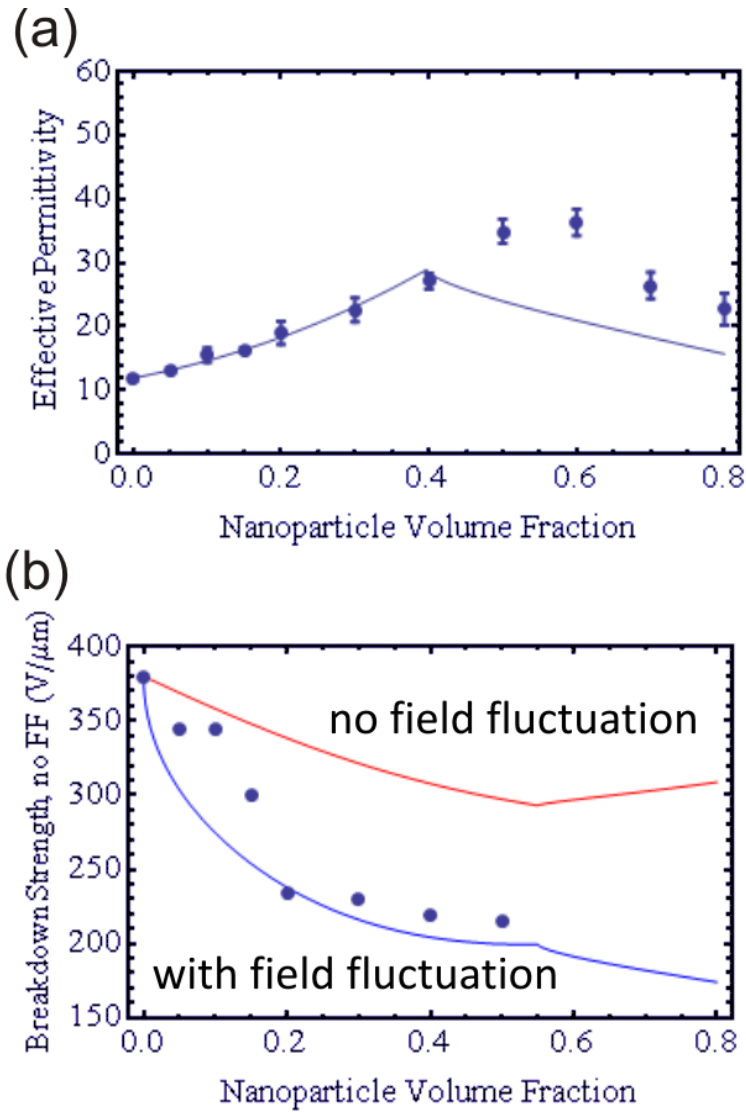 (a)
60
50
40
30
20
10
0
Effective Permittivity
0.0 0.2 0.4 0.6 0.8
Nanoparticle Volume Fraction
(b)
400
350
300
250
200
150
Breakdown Strength, no FF (V/μm)
no field fluctuation
with field fluctuation
0.0 0.2 0.4 0.6 0.8
Nanoparticle Volume Fraction